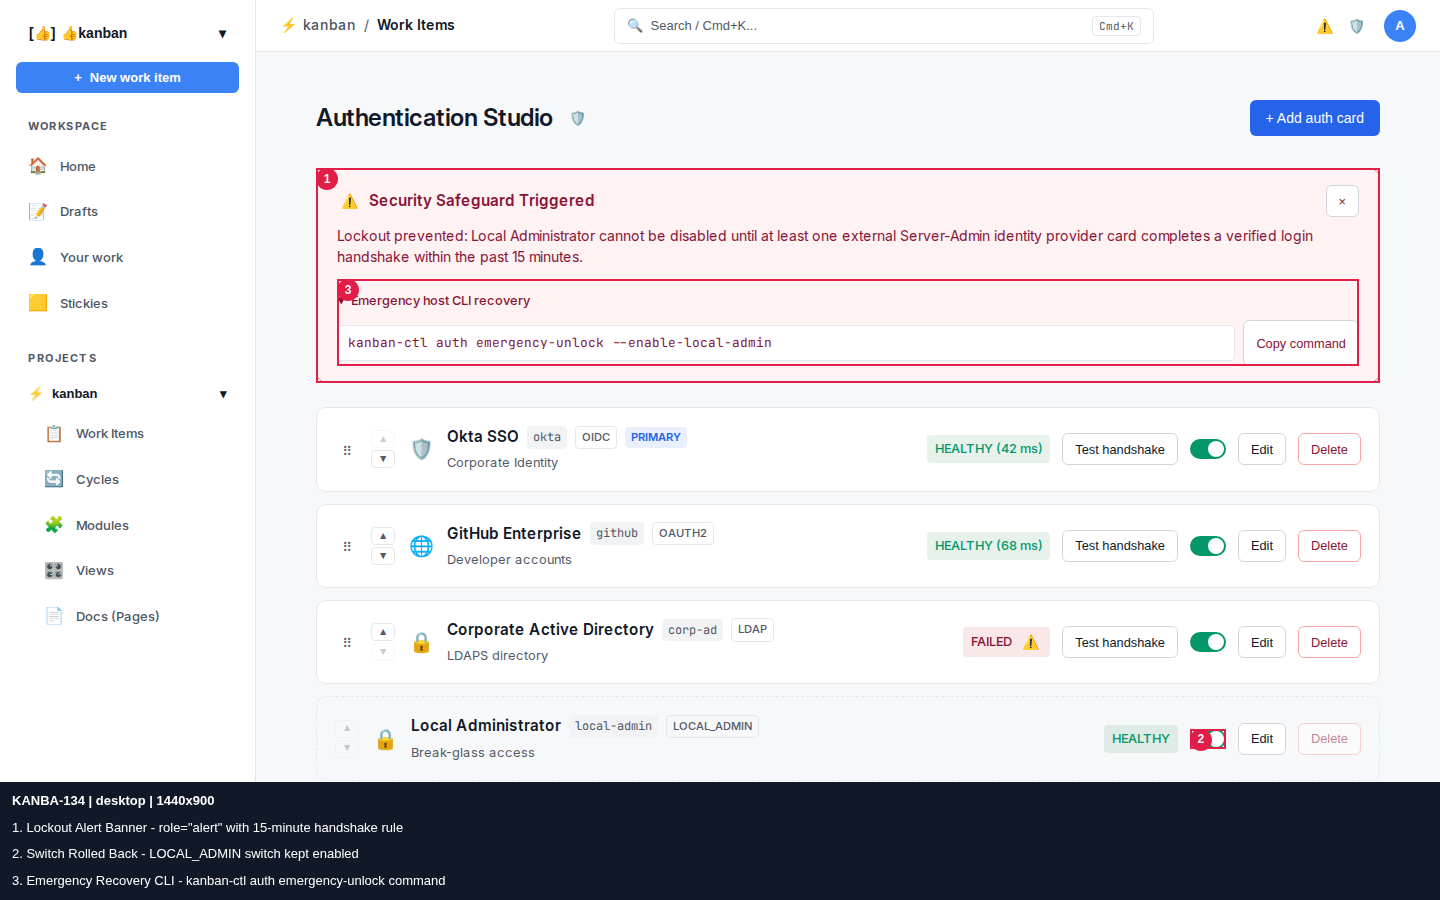 [👍] 👍kanban ▼
+ New work item
WORKSPACE
🏠 Home
📝 Drafts
👤 Your work
🟨 Stickies
PROJECTS
⚡ kanban ▼
📋 Work Items
🔄 Cycles
🧩 Modules
🎛️ Views
📄 Docs (Pages)
⚡ kanban / Work Items
🔍 Search / Cmd+K... Cmd+K
⚠️ 🛡️ A
Authentication Studio 🛡️
+ Add auth card
1
⚠️ Security Safeguard Triggered ×
Lockout prevented: Local Administrator cannot be disabled until at least one external Server-Admin identity provider card completes a verified login
handshake within the past 15 minutes.
3
▼ Emergency host CLI recovery
kanban-ctl auth emergency-unlock --enable-local-admin Copy command
Okta SSO okta OIDC PRIMARY
Corporate Identity
HEALTHY (42 ms) Test handshake Edit Delete
GitHub Enterprise github OAUTH2
Developer accounts
HEALTHY (68 ms) Test handshake Edit Delete
Corporate Active Directory corp-ad LDAP
LDAPS directory
FAILED ⚠️ Test handshake Edit Delete
Local Administrator local-admin LOCAL_ADMIN
Break-glass access
HEALTHY 2 Edit Delete
KANBA-134 | desktop | 1440x900
1. Lockout Alert Banner - role="alert" with 15-minute handshake rule
2. Switch Rolled Back - LOCAL_ADMIN switch kept enabled
3. Emergency Recovery CLI - kanban-ctl auth emergency-unlock command